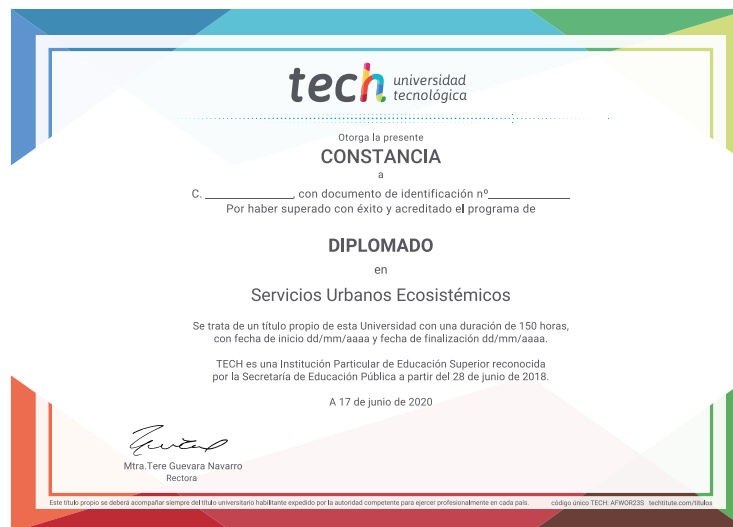 tech universidad
tecnológica
Otorga la presente
CONSTANCIA
a
C. ______________, con documento de identificación nº______________
Por haber superado con éxito y acreditado el programa de
DIPLOMADO
en
Servicios Urbanos Ecosistémicos
Se trata de un título propio de esta Universidad con una duración de 150 horas,
con fecha de inicio dd/mm/aaaa y fecha de finalización dd/mm/aaaa.
TECH es una Institución Particular de Educación Superior reconocida
por la Secretaría de Educación Pública a partir del 28 de junio de 2018.
A 17 de junio de 2020
Mtra.Tere Guevara Navarro
Rectora
Este título propio se deberá acompañar siempre del título universitario habilitante expedido por la autoridad competente para ejercer profesionalmente en cada país. código único TECH: AFWOR23S techtitute.com/titulos